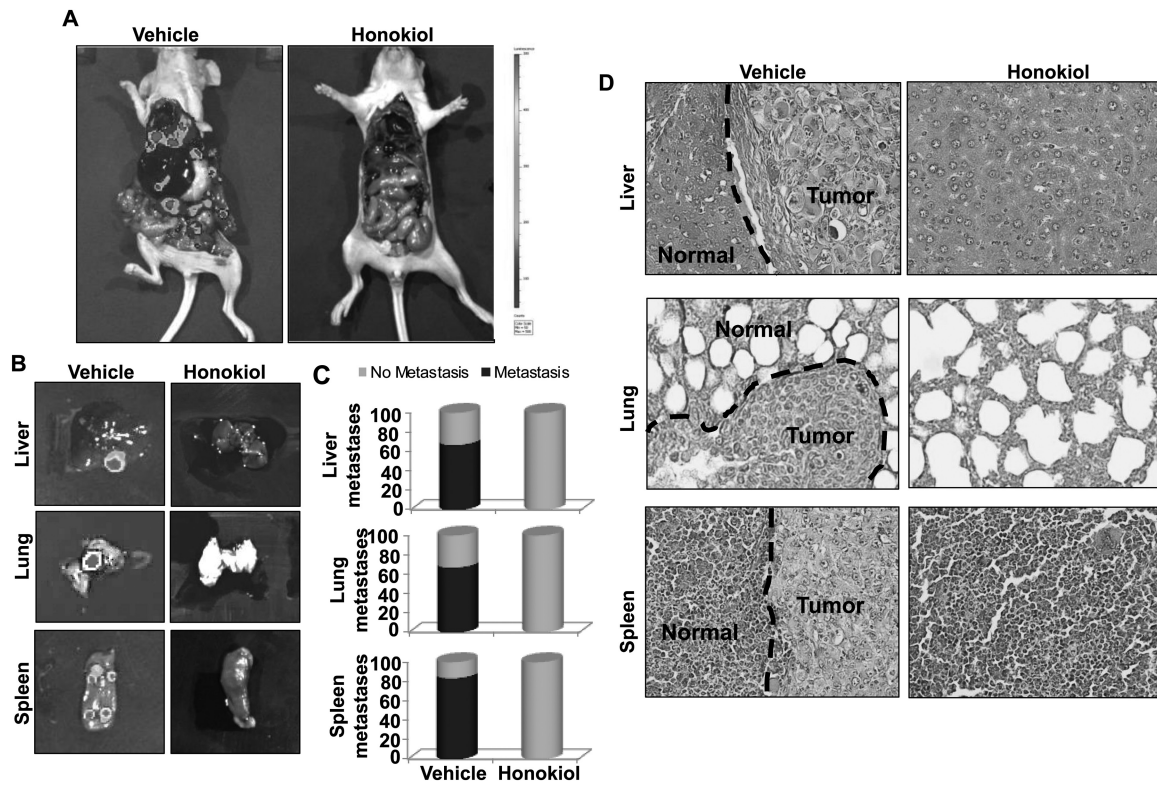 A
Vehicle
Honokiol
B
Vehicle
Honokiol
Liver
Lung
Spleen
C
No Metastasis
Metastasis
Liver
metastases
100
80
60
40
20
0
Lung
metastases
100
80
60
40
20
0
Spleen
metastases
100
80
60
40
20
0
Vehicle
Honokiol
D
Vehicle
Honokiol
Liver
Normal
Tumor
Lung
Normal
Tumor
Spleen
Normal
Tumor